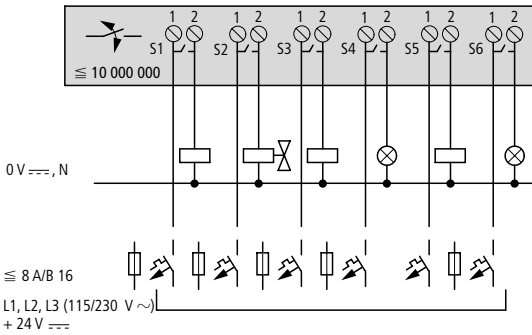 1 2 1 2 1 2 1 2 1 2 1 2
S1 S2 S3 S4 S5 S6
≦ 10 000 000
0 V ⎓, N
≦ 8 A/B 16
L1, L2, L3 (115/230 V ~)
+ 24 V ⎓